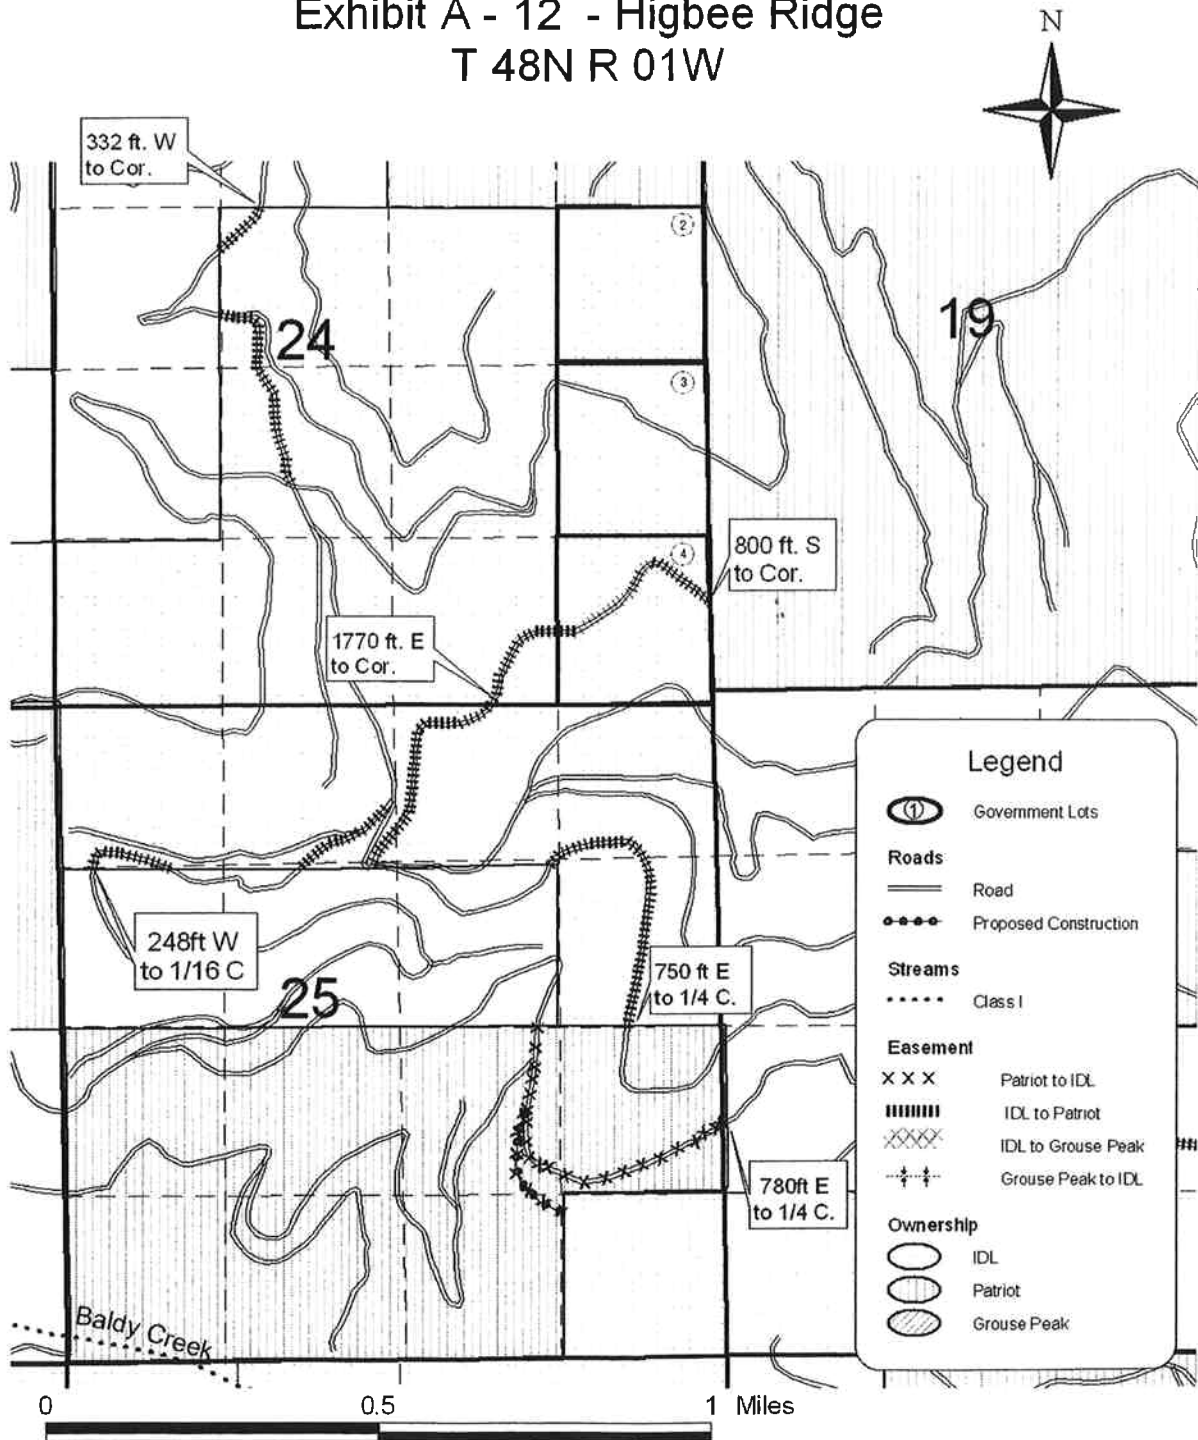 Exhibit A - 12 - Higbee Ridge
T 48N R 01W
N
332 ft. W
to Cor.
2
19
24
3
4
800 ft. S
to Cor.
1770 ft. E
to Cor.
248ft W
to 1/16 C
25
750 ft E
to 1/4 C.
780ft E
to 1/4 C.
Baldy Creek
Legend
1 Government Lots
Roads
Road
Proposed Construction
Streams
Class I
Easement
Patriot to IDL
IDL to Patriot
IDL to Grouse Peak
Grouse Peak to IDL
Ownership
IDL
Patriot
Grouse Peak
0 0.5 1 Miles